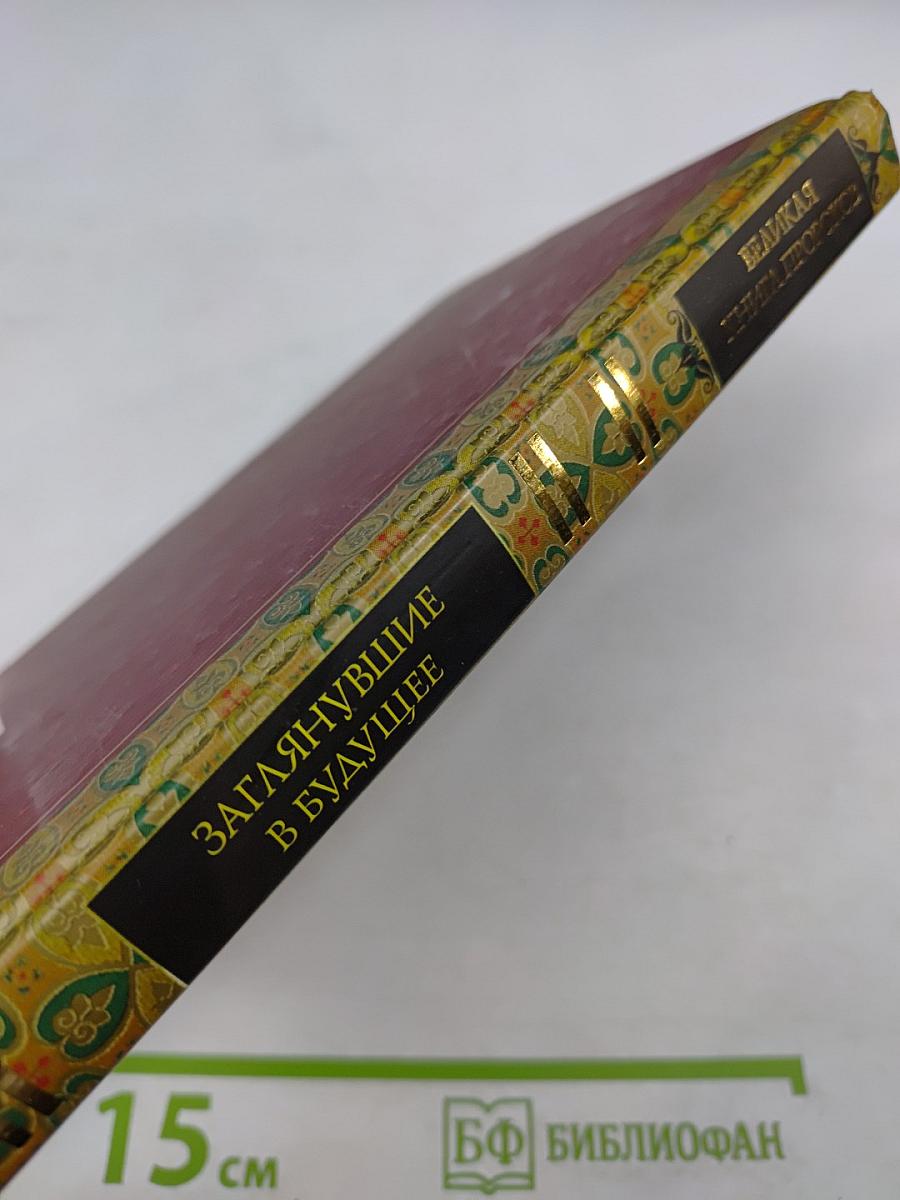 ВЕЛИКАЯ
КНИГА ПРОРОКОВ
ЗАГЛЯНУВШИЕ
В БУДУЩЕЕ
15 см
БФ БИБЛИОФАН